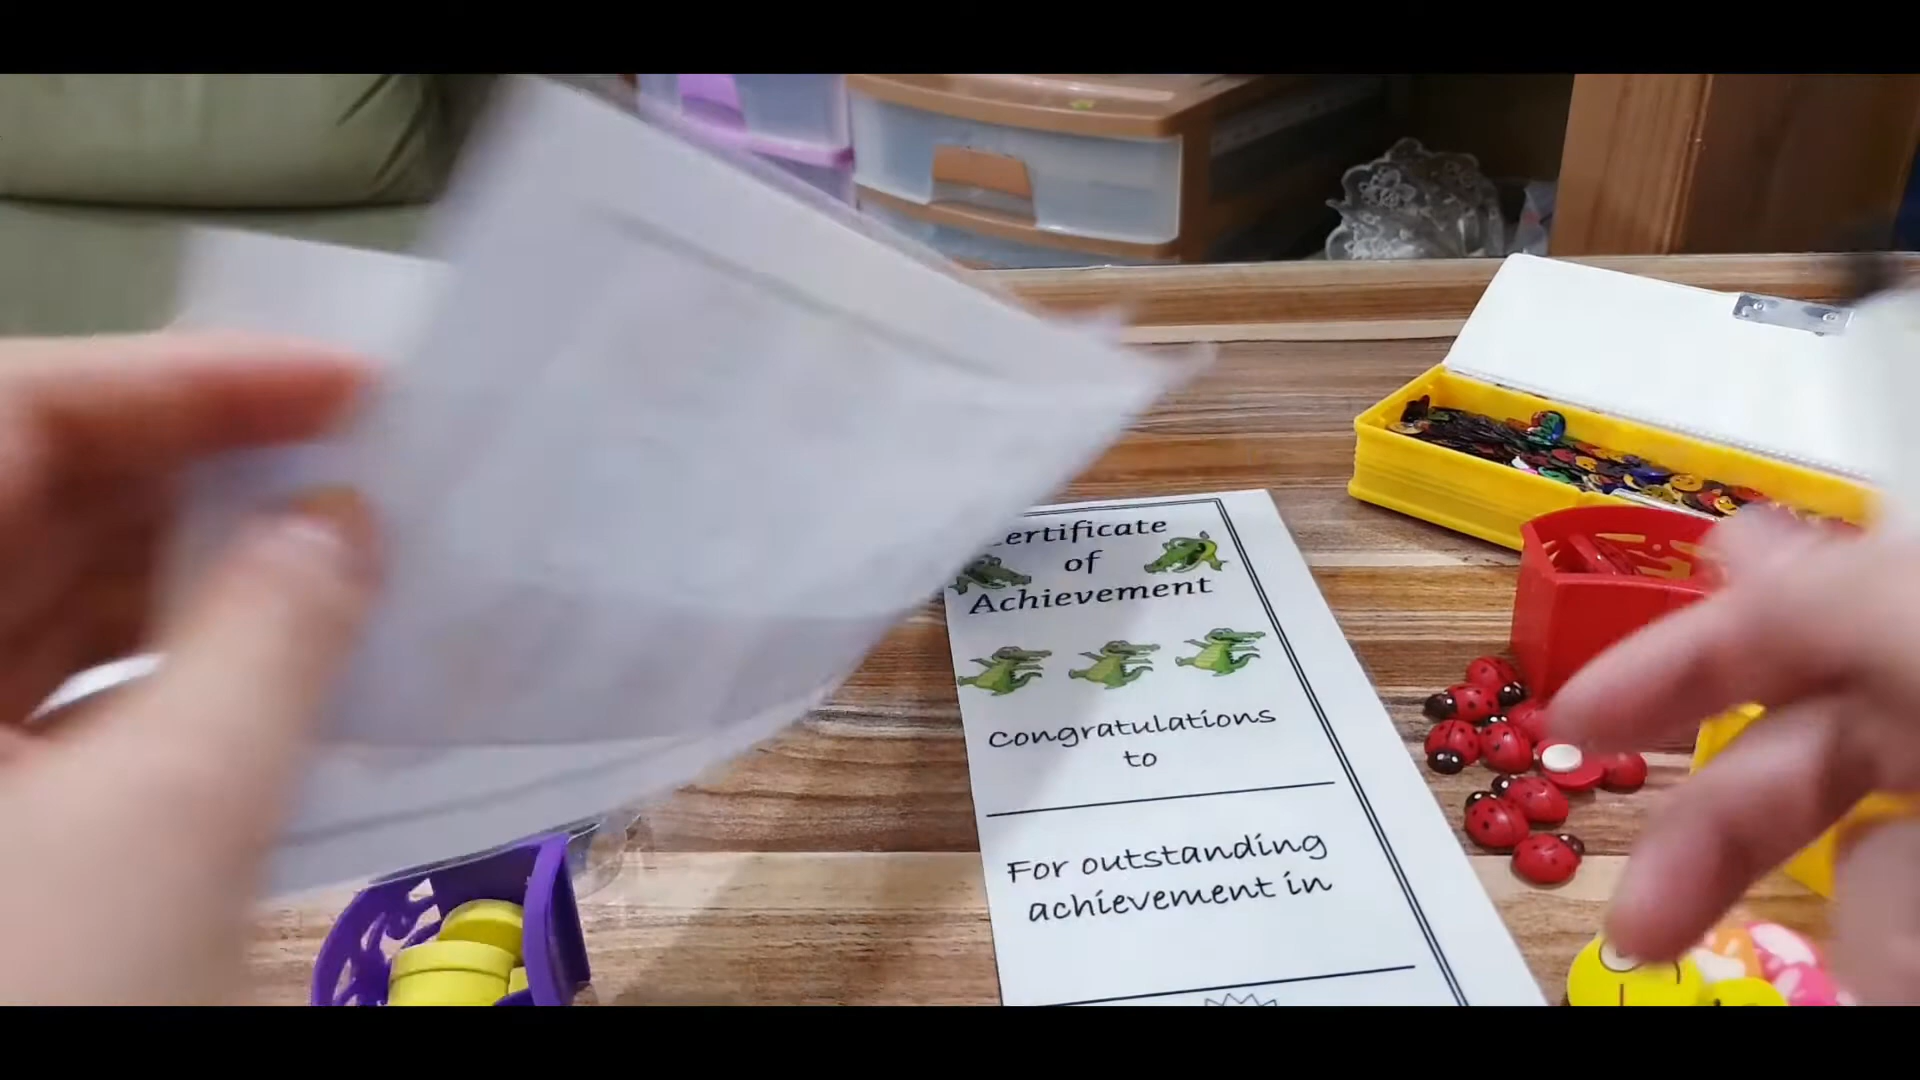 Certificate
of
Achievement
Congratulations
to
For outstanding
achievement in